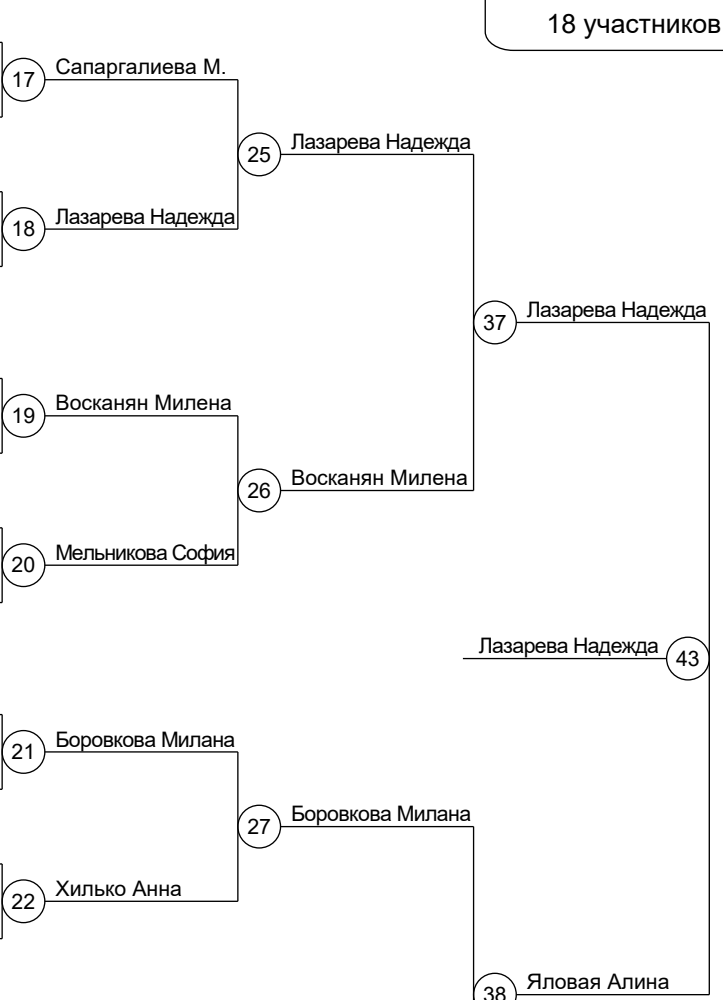 18 участников
17 Сапаргалиева М.
25 Лазарева Надежда
18 Лазарева Надежда
37 Лазарева Надежда
19 Восканян Милена
26 Восканян Милена
20 Мельникова София
Лазарева Надежда 43
21 Боровкова Милана
27 Боровкова Милана
22 Хилько Анна
38 Яловая Алина